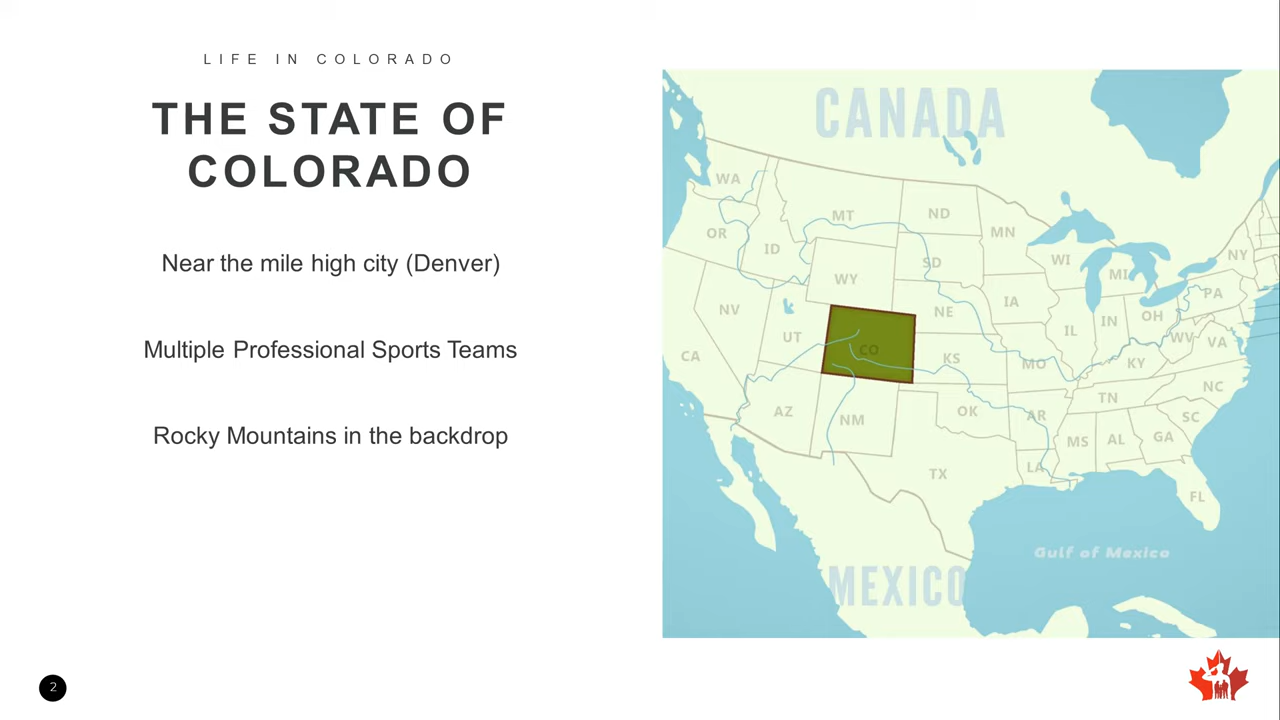 LIFE IN COLORADO
THE STATE OF
COLORADO
Near the mile high city (Denver)
Multiple Professional Sports Teams
Rocky Mountains in the backdrop
2
CANADA
WA
MT
ND
MN
OR
ID
SD
WI
MI
NY
WY
IA
PA
NV
NE
IL
IN
OH
UT
CO
KS
MO
KY
WV
VA
CA
AZ
NM
OK
AR
TN
NC
SC
MS
AL
GA
TX
LA
FL
Gulf of Mexico
MEXICO